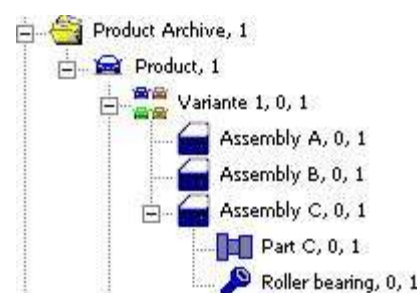 Product Archive, 1
Product, 1
Variante 1, 0, 1
Assembly A, 0, 1
Assembly B, 0, 1
Assembly C, 0, 1
Part C, 0, 1
Roller bearing, 0, 1